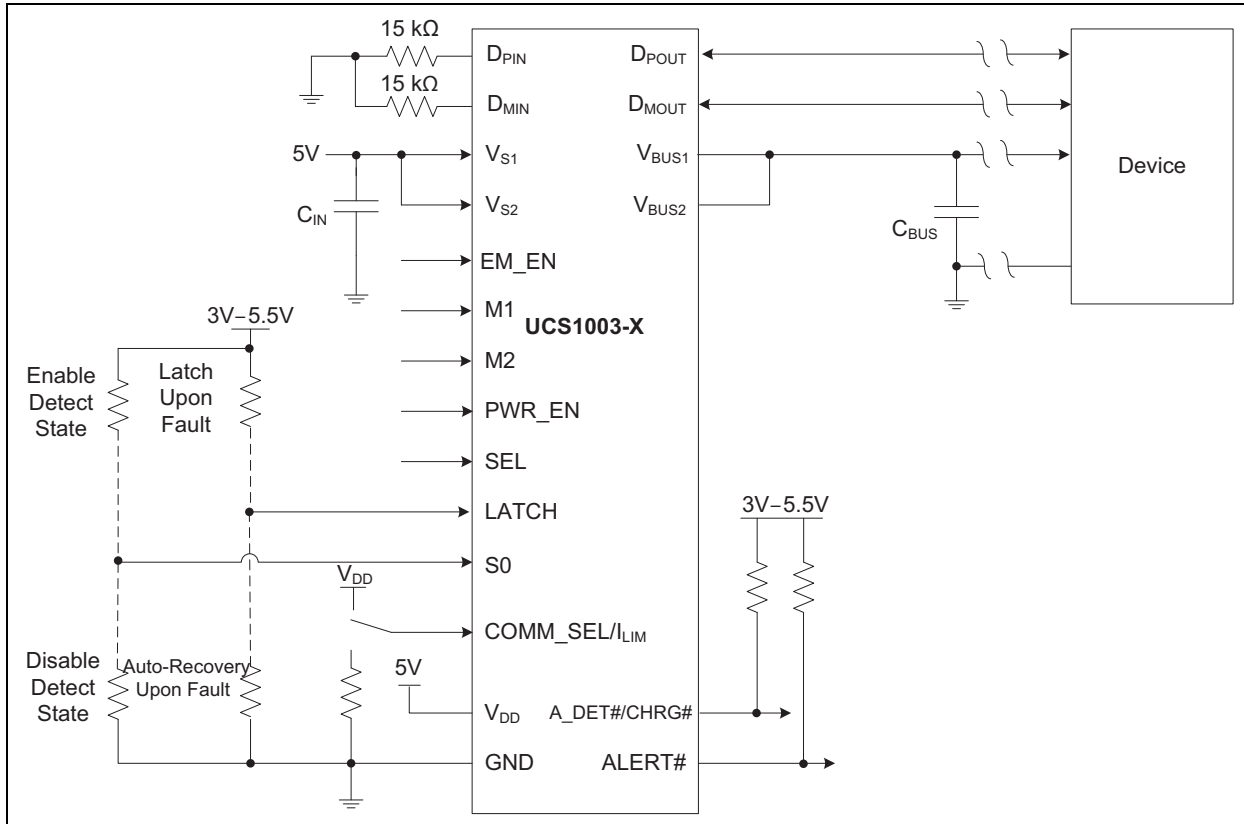 15 kΩ
15 kΩ
DPIN
DMIN
5V
VS1
VS2
CIN
EM_EN
M1
M2
PWR_EN
SEL
LATCH
S0
COMM_SEL/ILIM
VDD
GND
UCS1003-X
DPOUT
DMOUT
VBUS1
VBUS2
A_DET#/CHRG#
ALERT#
CBUS
Device
3V–5.5V
Enable
Detect
State
Latch
Upon
Fault
VDD
Disable
Detect
State
Auto-Recovery
Upon Fault
5V
3V–5.5V